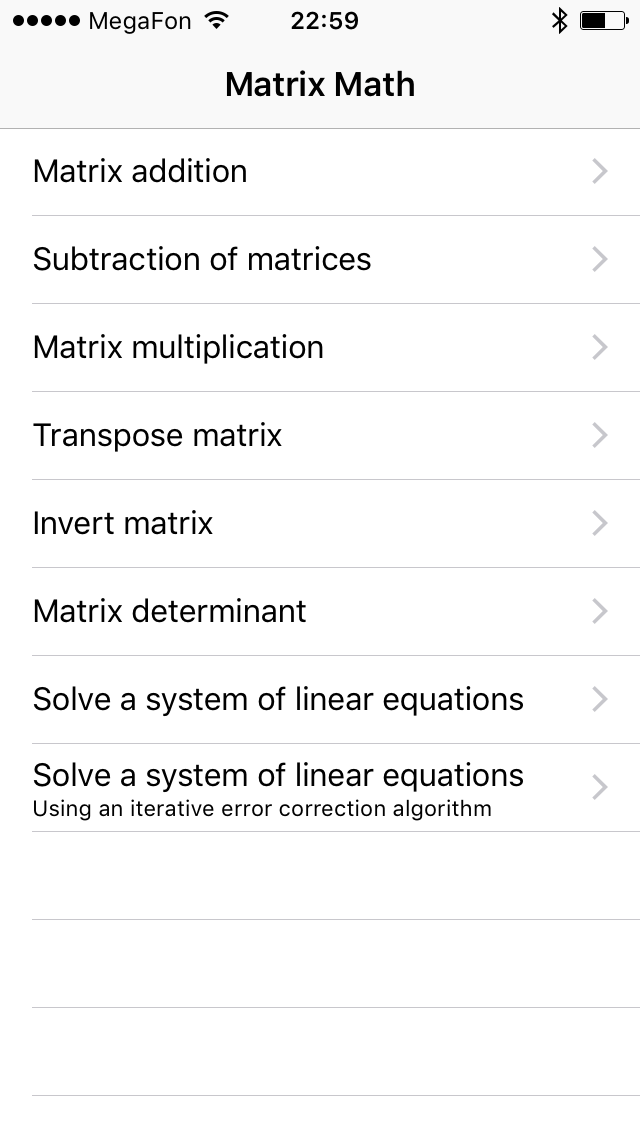 MegaFon 22:59
Matrix Math
Matrix addition
Subtraction of matrices
Matrix multiplication
Transpose matrix
Invert matrix
Matrix determinant
Solve a system of linear equations
Solve a system of linear equations
Using an iterative error correction algorithm